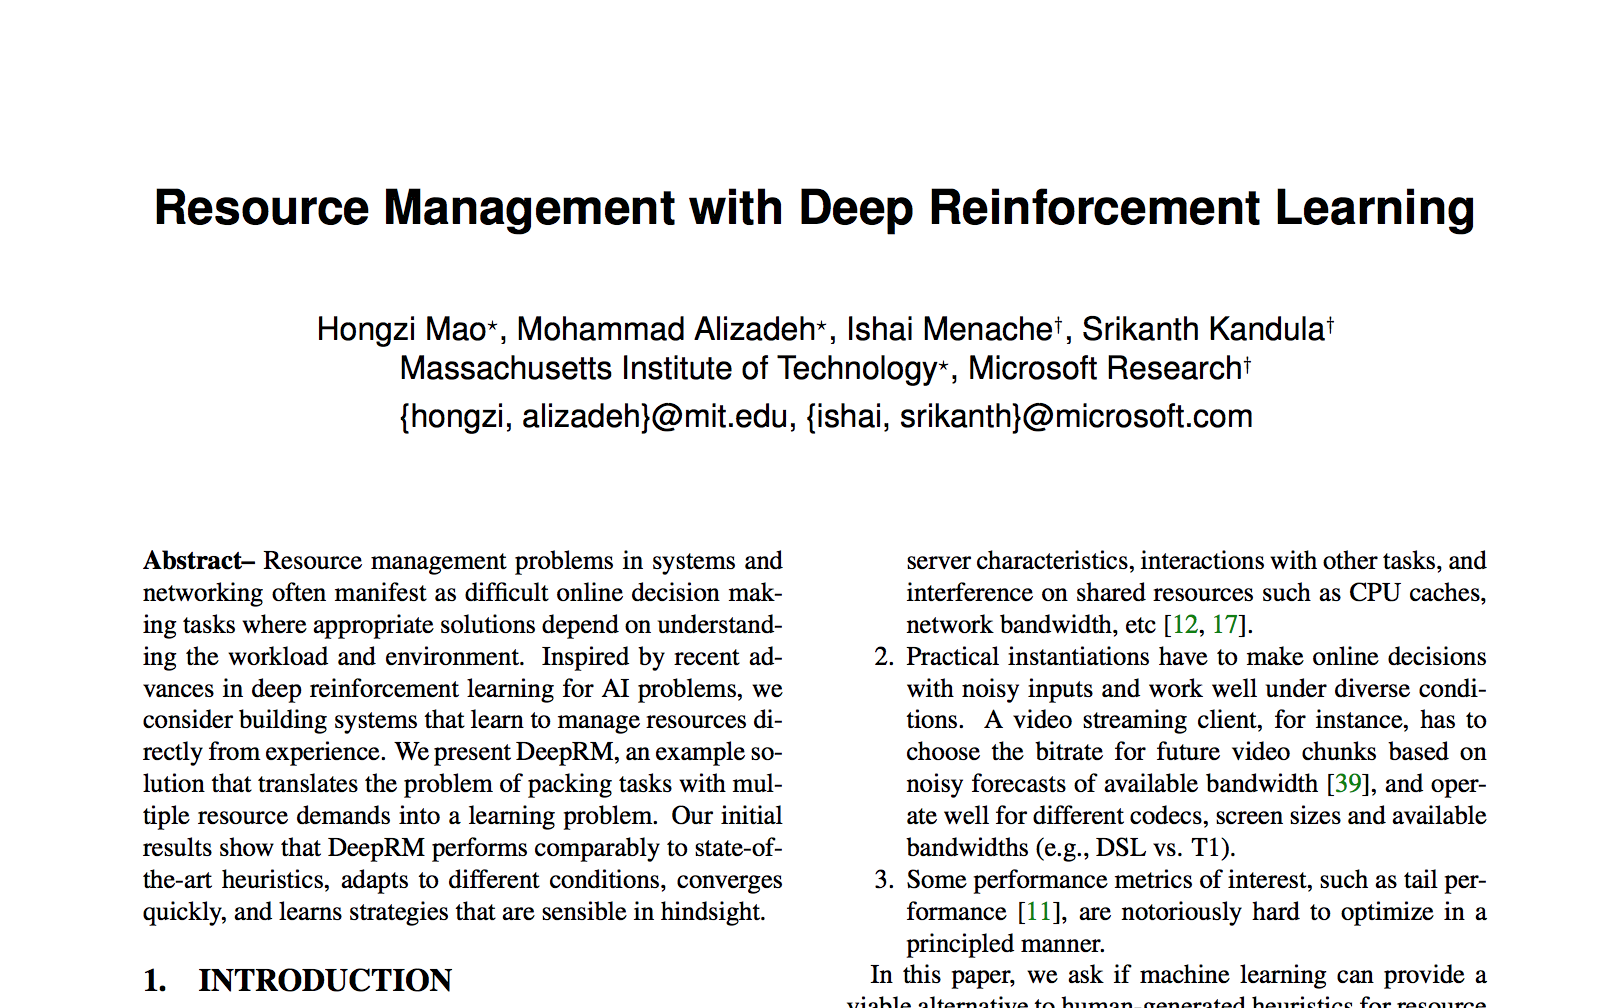 Resource Management with Deep Reinforcement Learning
Hongzi Mao⋆, Mohammad Alizadeh⋆, Ishai Menache†, Srikanth Kandula†
Massachusetts Institute of Technology⋆, Microsoft Research†
{hongzi, alizadeh}@mit.edu, {ishai, srikanth}@microsoft.com
Abstract– Resource management problems in systems and
networking often manifest as difficult online decision mak-
ing tasks where appropriate solutions depend on understand-
ing the workload and environment. Inspired by recent ad-
vances in deep reinforcement learning for AI problems, we
consider building systems that learn to manage resources di-
rectly from experience. We present DeepRM, an example so-
lution that translates the problem of packing tasks with mul-
tiple resource demands into a learning problem. Our initial
results show that DeepRM performs comparably to state-of-
the-art heuristics, adapts to different conditions, converges
quickly, and learns strategies that are sensible in hindsight.
1. INTRODUCTION
server characteristics, interactions with other tasks, and
interference on shared resources such as CPU caches,
network bandwidth, etc [12, 17].
2. Practical instantiations have to make online decisions
with noisy inputs and work well under diverse condi-
tions. A video streaming client, for instance, has to
choose the bitrate for future video chunks based on
noisy forecasts of available bandwidth [39], and oper-
ate well for different codecs, screen sizes and available
bandwidths (e.g., DSL vs. T1).
3. Some performance metrics of interest, such as tail per-
formance [11], are notoriously hard to optimize in a
principled manner.
In this paper, we ask if machine learning can provide a
viable alternative to human-generated heuristics for resource